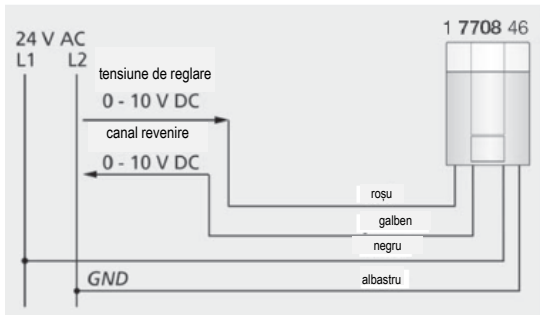 1 7708 46
24 V AC
L1 L2
tensiune de reglare
0 - 10 V DC
canal revenire
0 - 10 V DC
roșu
galben
negru
GND
albastru